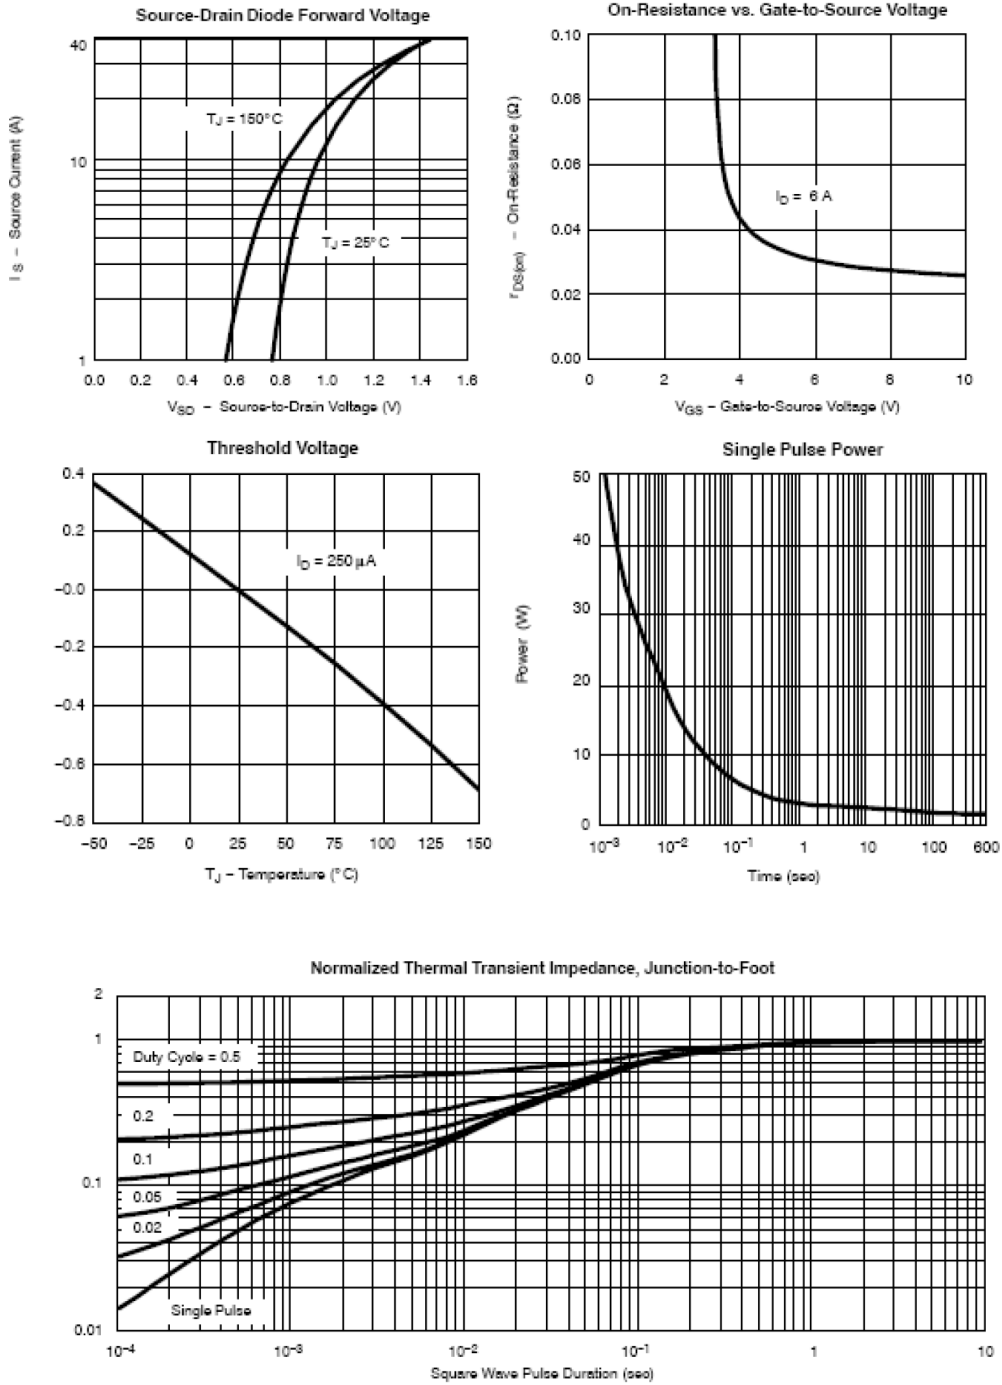 Source-Drain Diode Forward Voltage
40
10
1
I S – Source Current (A)
TJ = 150°C
TJ = 25°C
0.0 0.2 0.4 0.6 0.8 1.0 1.2 1.4 1.6
VSD – Source-to-Drain Voltage (V)
On-Resistance vs. Gate-to-Source Voltage
0.10
0.08
0.06
0.04
0.02
0.00
rDS(on) – On-Resistance (Ω)
ID = 6 A
0 2 4 6 8 10
VGS – Gate-to-Source Voltage (V)
Threshold Voltage
0.4
0.2
–0.0
–0.2
–0.4
–0.6
–0.8
ID = 250 µA
–50 –25 0 25 50 75 100 125 150
TJ – Temperature (°C)
Single Pulse Power
50
40
30
20
10
0
Power (W)
10–3 10–2 10–1 1 10 100 600
Time (sec)
Normalized Thermal Transient Impedance, Junction-to-Foot
2
1
0.1
0.01
Duty Cycle = 0.5
0.2
0.1
0.05
0.02
Single Pulse
10–4 10–3 10–2 10–1 1 10
Square Wave Pulse Duration (sec)